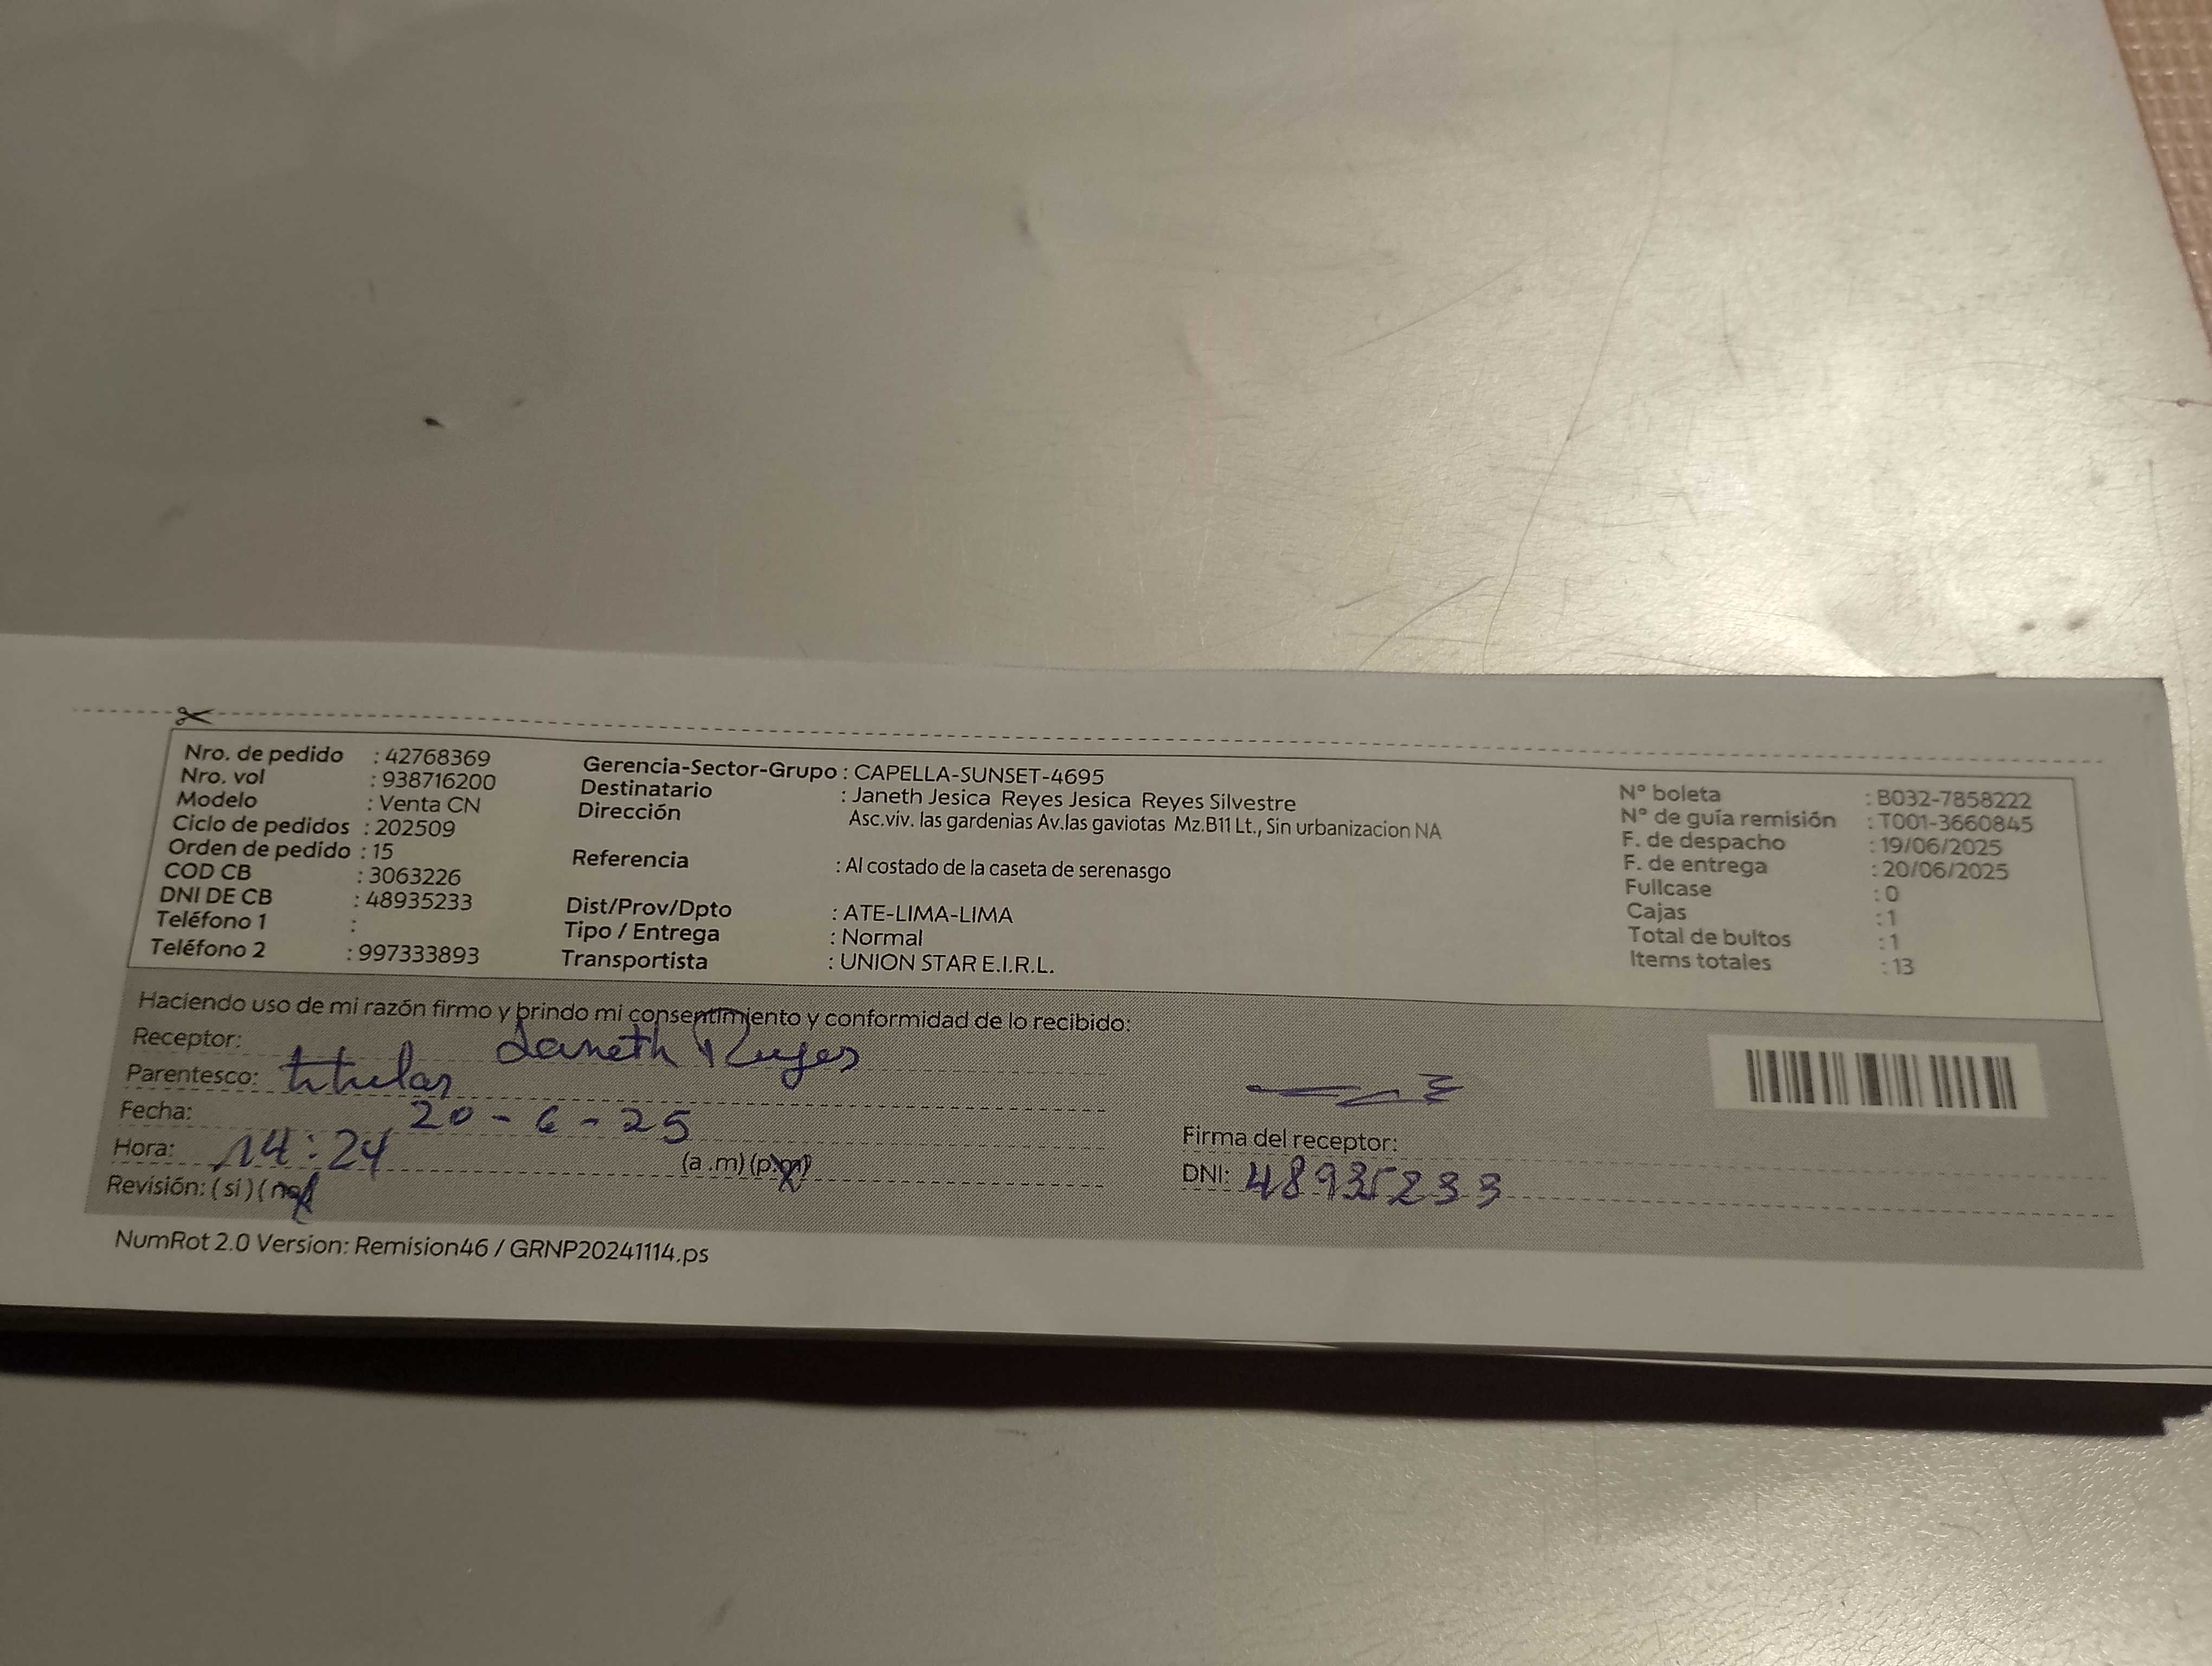 Nro. de pedido : 42768369
Nro. vol : 938716200
Modelo : Venta CN
Ciclo de pedidos : 202509
Orden de pedido : 15
COD CB : 3063226
DNI DE CB : 48935233
Teléfono 1 :
Teléfono 2 : 997333893
Gerencia-Sector-Grupo : CAPELLA-SUNSET-4695
Destinatario : Janeth Jesica Reyes Jesica Reyes Silvestre
Dirección Asc.viv. las gardenias Av.las gaviotas Mz.B11 Lt., Sin urbanizacion NA
Referencia : Al costado de la caseta de serenasgo
Dist/Prov/Dpto : ATE-LIMA-LIMA
Tipo / Entrega : Normal
Transportista : UNION STAR E.I.R.L.
N° boleta : B032-7858222
N° de guía remisión : T001-3660845
F. de despacho : 19/06/2025
F. de entrega : 20/06/2025
Fullcase : 0
Cajas : 1
Total de bultos : 1
Items totales : 13
Haciendo uso de mi razón firmo y brindo mi consentimiento y conformidad de lo recibido:
Receptor: Janeth Reyes
Parentesco: titular
Fecha: 20 - 6 - 25
Hora: 14:24 (a .m) (p.m)
Revisión: (si) (no)
Firma del receptor:
DNI: 48935233
NumRot 2.0 Version: Remision46 / GRNP20241114.ps